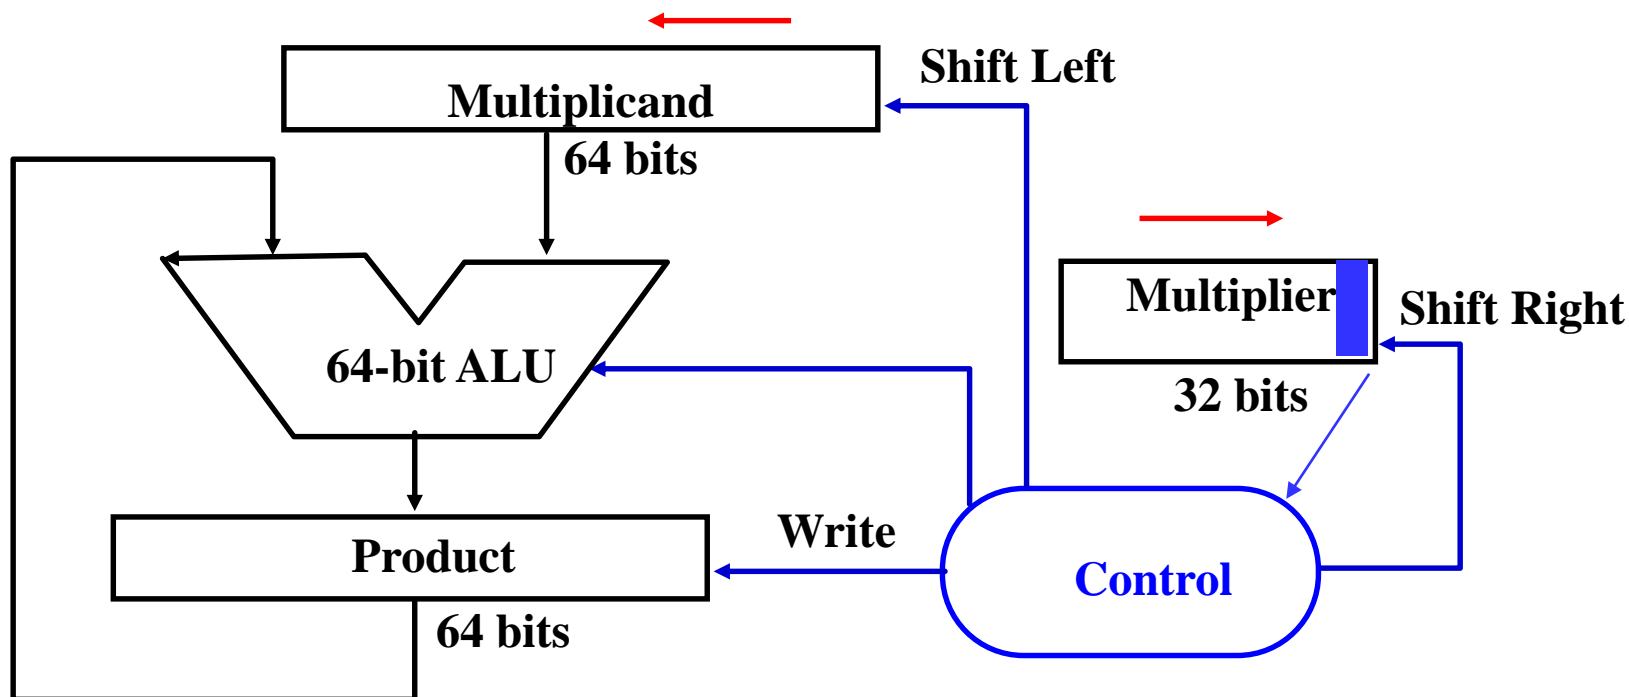 Shift Left
Multiplicand
64 bits
Multiplier
Shift Right
64-bit ALU
32 bits
Write
Product
Control
64 bits